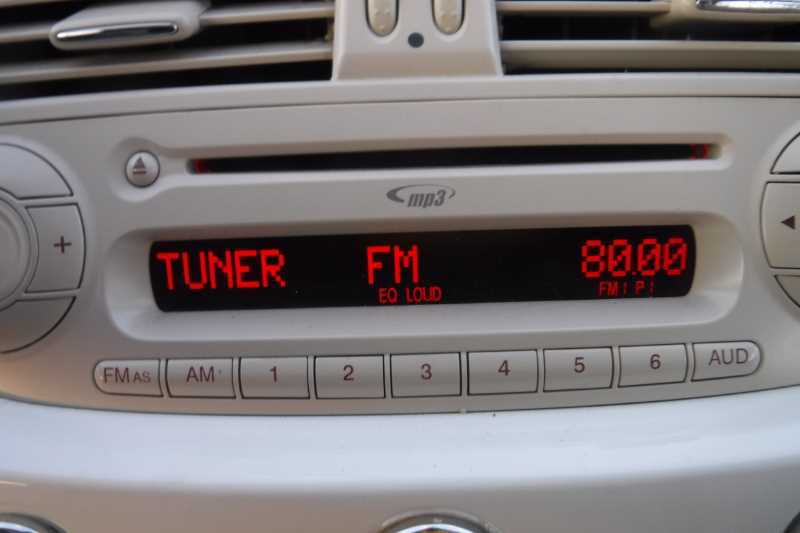 mp3
TUNER FM 80.00
EQ LOUD FM1 P1
FM AS AM 1 2 3 4 5 6 AUD
+